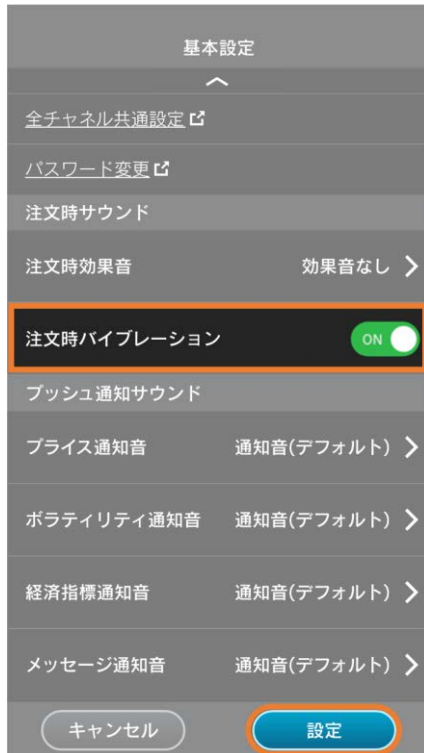 基本設定
全チャネル共通設定
パスワード変更
注文時サウンド
注文時効果音 効果音なし
注文時バイブレーション ON
プッシュ通知サウンド
プライス通知音 通知音(デフォルト)
ボラティリティ通知音 通知音(デフォルト)
経済指標通知音 通知音(デフォルト)
メッセージ通知音 通知音(デフォルト)
キャンセル 設定